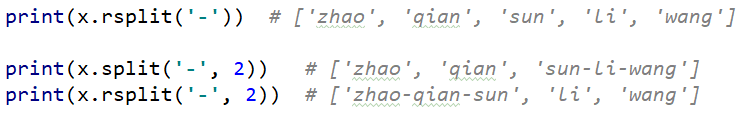 print(x.rsplit('-'))  # ['zhao', 'qian', 'sun', 'li', 'wang']
print(x.split('-', 2))   # ['zhao', 'qian', 'sun-li-wang']
print(x.rsplit('-', 2))  # ['zhao-qian-sun', 'li', 'wang']